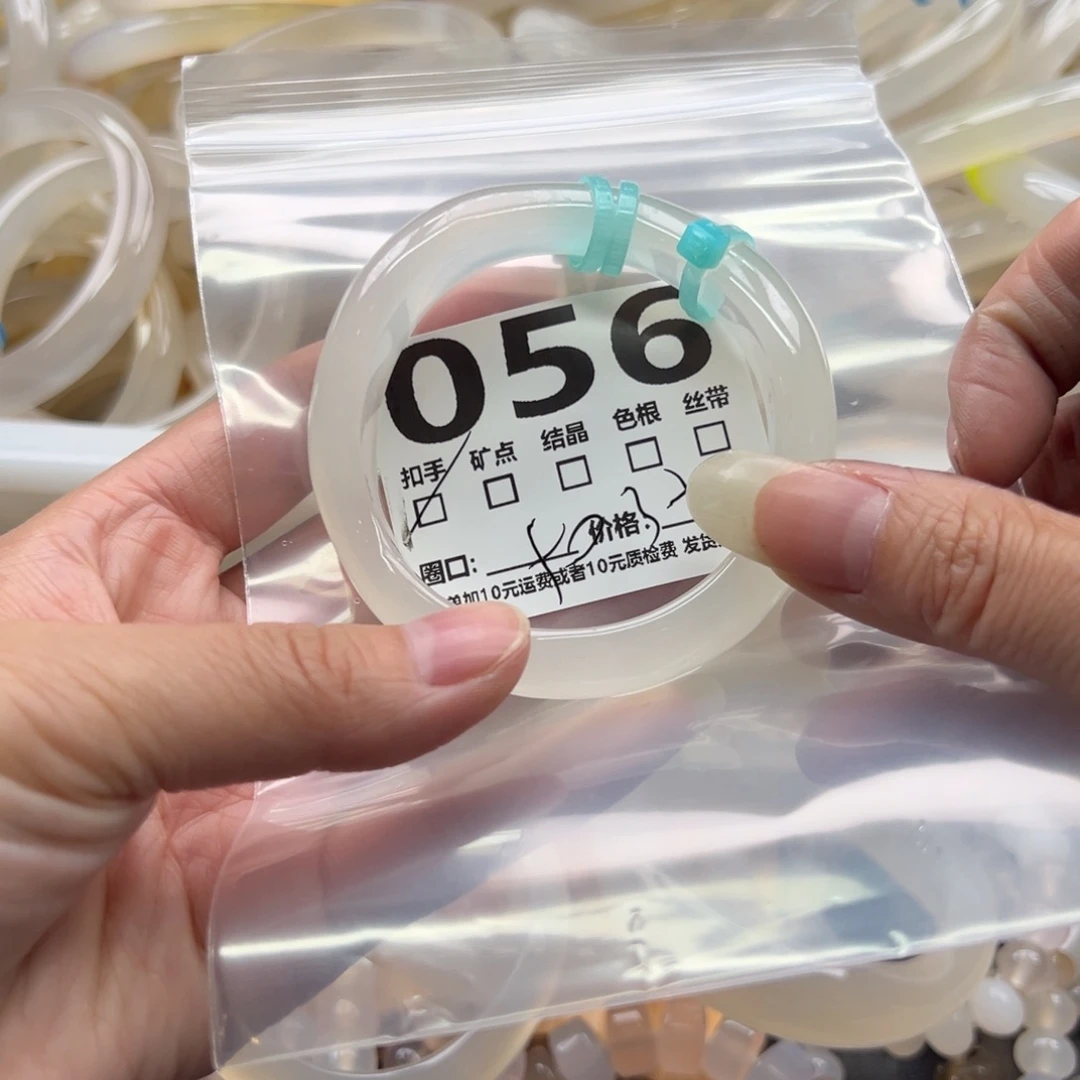 056
扣手 矿点 结晶 色根 丝带
圈口: 价格:
加10元运费或者10元质检费 发货